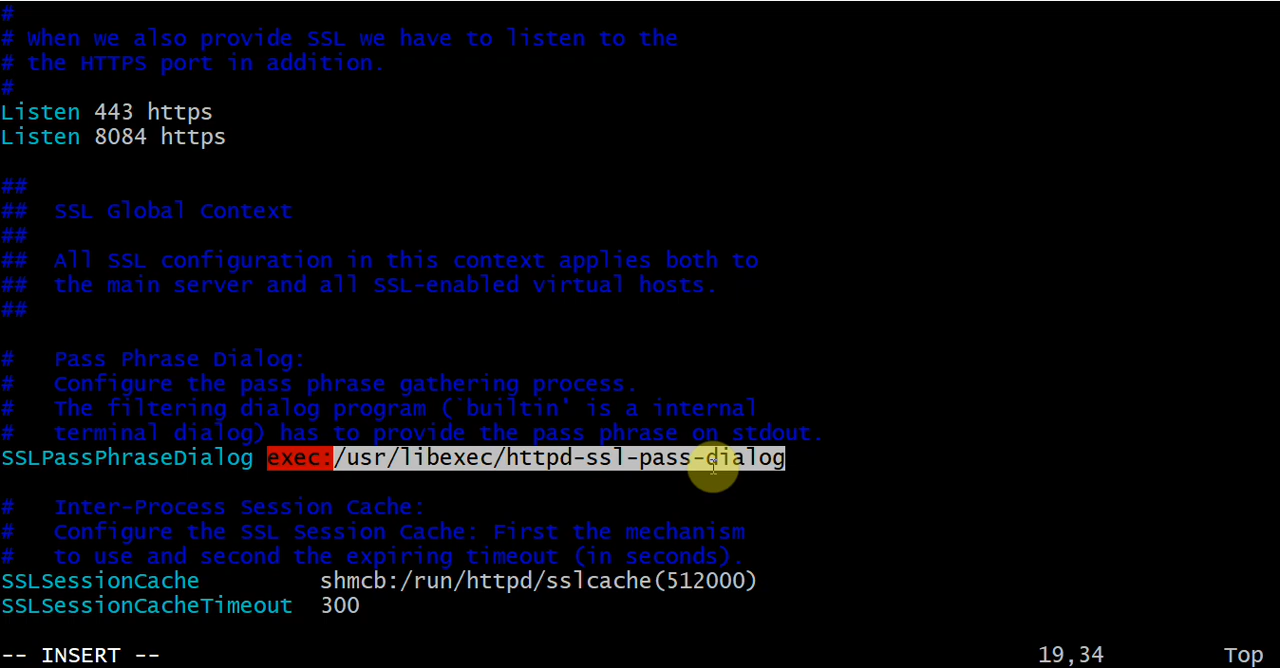 #
# When we also provide SSL we have to listen to the
# the HTTPS port in addition.
#
Listen 443 https
Listen 8084 https
##
##  SSL Global Context
##
##  All SSL configuration in this context applies both to
##  the main server and all SSL-enabled virtual hosts.
##
#   Pass Phrase Dialog:
#   Configure the pass phrase gathering process.
#   The filtering dialog program (`builtin' is a internal
#   terminal dialog) has to provide the pass phrase on stdout.
SSLPassPhraseDialog exec:/usr/libexec/httpd-ssl-pass-dialog
#   Inter-Process Session Cache:
#   Configure the SSL Session Cache: First the mechanism
#   to use and second the expiring timeout (in seconds).
SSLSessionCache         shmcb:/run/httpd/sslcache(512000)
SSLSessionCacheTimeout  300
-- INSERT -- 19,34 Top